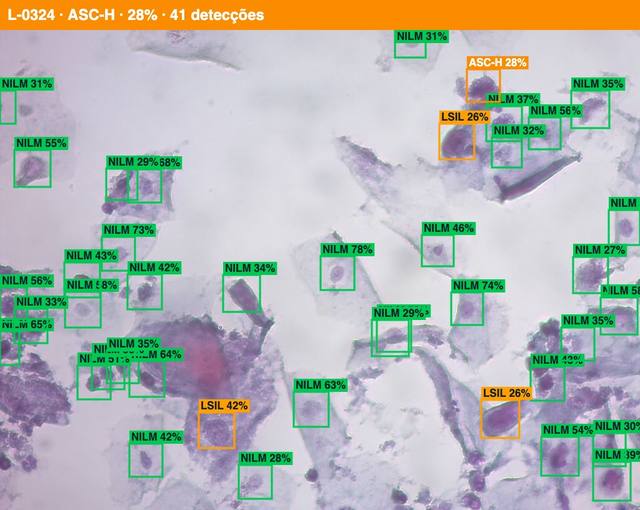 L-0324 · ASC-H · 28% · 41 detecções
NILM 31%
ASC-H 28%
NILM 31%
NILM 37%
NILM 35%
NILM 56%
LSIL 26%
NILM 32%
NILM 55%
NILM 29%
68%
NILM
NILM 73%
NILM 46%
NILM 78%
NILM 43%
NILM 42%
NILM 34%
NILM 27%
NILM 56%
NILM 74%
NILM 33%
NILM 29%
NILM 65%
NILM 35%
NILM 35%
NILM 64%
NILM 63%
LSIL 26%
LSIL 42%
NILM 54%
NILM 30%
NILM 42%
NILM 28%